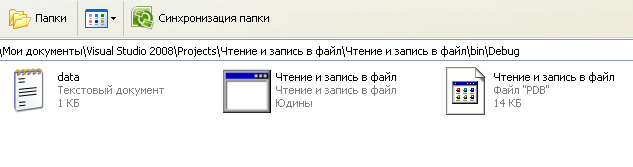 Папки Синхронизация папки
\Мои документы\Visual Studio 2008\Projects\Чтение и запись в файл\Чтение и запись в файл\bin\Debug
data
Текстовый документ
1 КБ
Чтение и запись в файл
Чтение и запись в файл
Юдины
Чтение и запись в файл
Файл "PDB"
14 КБ